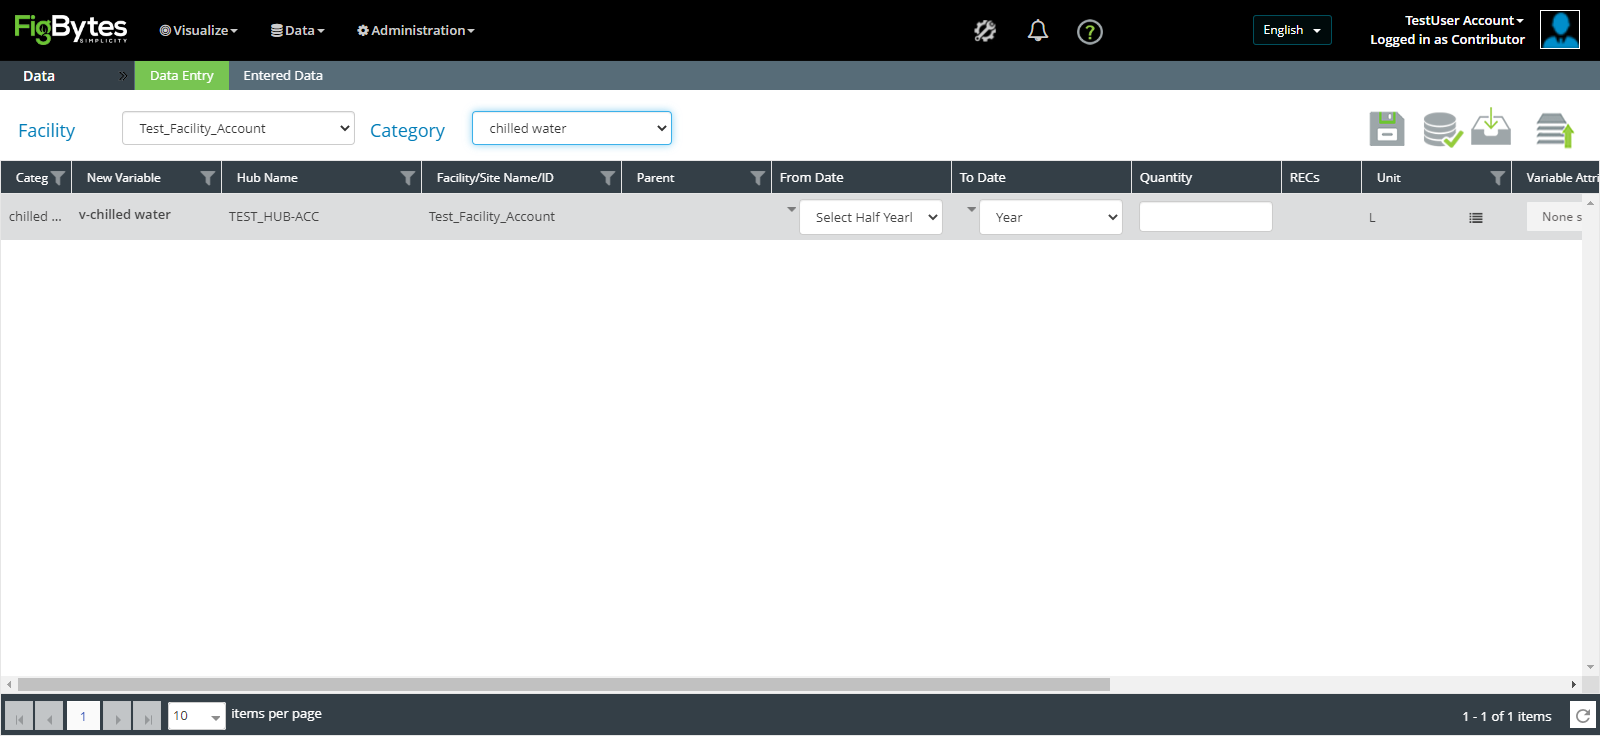 FigBytes
SIMPLICITY
Visualize
Data
Administration
?
English
TestUser Account
Logged in as Contributor
Data
Data Entry
Entered Data
Facility
Test_Facility_Account
Category
chilled water
Categ
New Variable
Hub Name
Facility/Site Name/ID
Parent
From Date
To Date
Quantity
RECs
Unit
Variable Attri
chilled ...
v-chilled water
TEST_HUB-ACC
Test_Facility_Account
Select Half Yearl
Year
L
None s
1
10
items per page
1 - 1 of 1 items